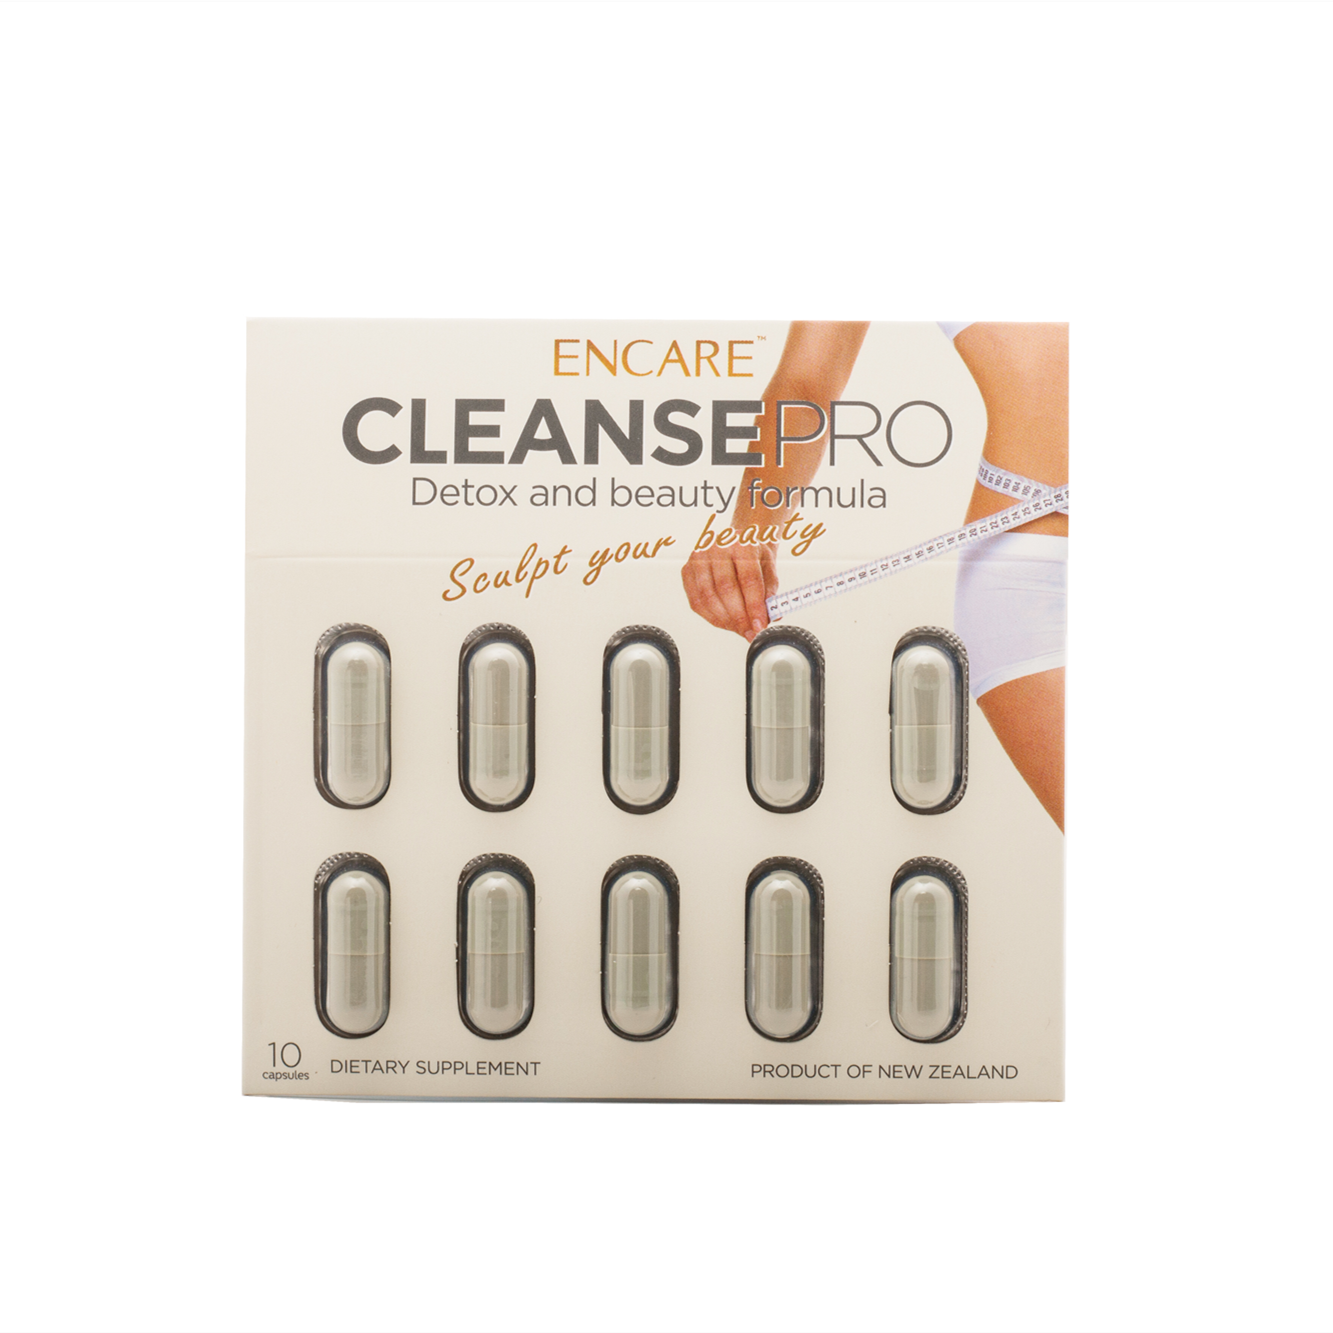 ENCARE™
CLEANSEPRO
Detox and beauty formula
Sculpt your beauty
10
capsules
DIETARY SUPPLEMENT
PRODUCT OF NEW ZEALAND